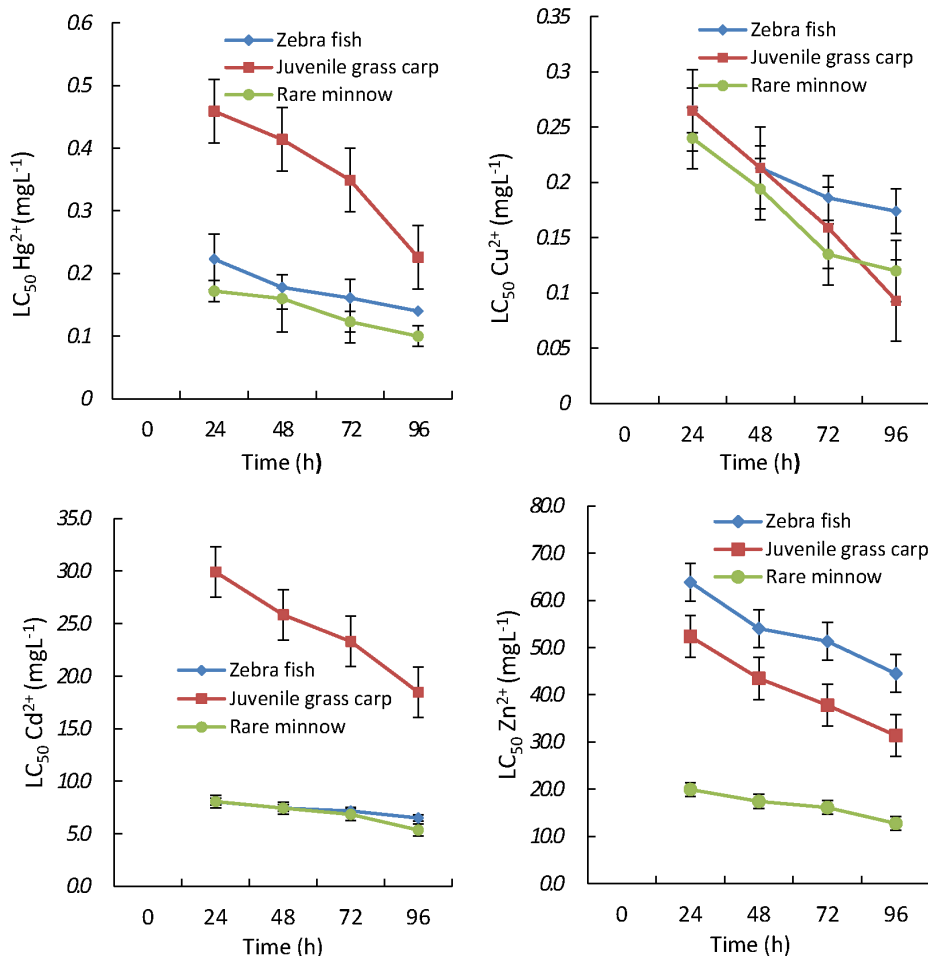 0.6
0.5
0.4
0.3
0.2
0.1
0
LC₅₀ Hg²⁺(mgL⁻¹)
Zebra fish
Juvenile grass carp
Rare minnow
0 24 48 72 96
Time (h)
0.35
0.3
0.25
0.2
0.15
0.1
0.05
0
LC₅₀ Cu²⁺ (mgL⁻¹)
Zebra fish
Juvenile grass carp
Rare minnow
0 24 48 72 96
Time (h)
35.0
30.0
25.0
20.0
15.0
10.0
5.0
0.0
LC₅₀ Cd²⁺ (mgL⁻¹)
Zebra fish
Juvenile grass carp
Rare minnow
0 24 48 72 96
Time (h)
80.0
70.0
60.0
50.0
40.0
30.0
20.0
10.0
0.0
LC₅₀ Zn²⁺ (mgL⁻¹)
Zebra fish
Juvenile grass carp
Rare minnow
0 24 48 72 96
Time (h)